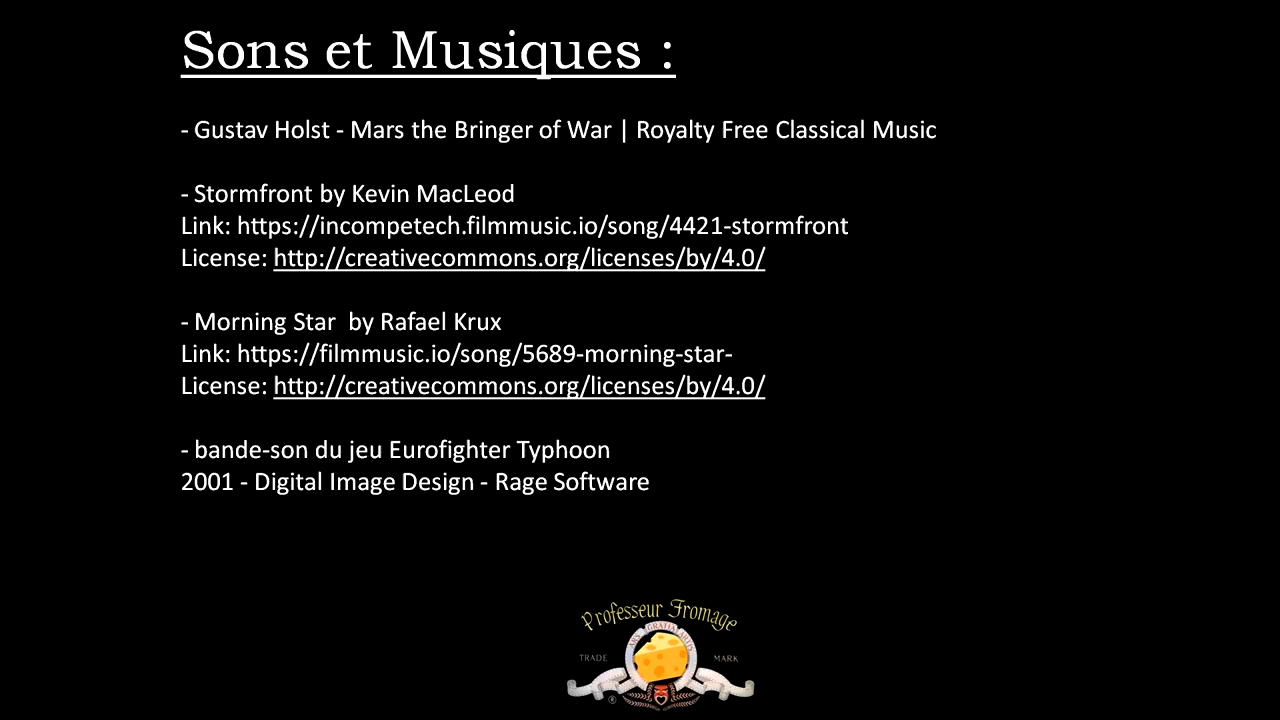 Sons et Musiques :
- Gustav Holst - Mars the Bringer of War | Royalty Free Classical Music
- Stormfront by Kevin MacLeod
Link: https://incompetech.filmmusic.io/song/4421-stormfront
License: http://creativecommons.org/licenses/by/4.0/
- Morning Star  by Rafael Krux
Link: https://filmmusic.io/song/5689-morning-star-
License: http://creativecommons.org/licenses/by/4.0/
- bande-son du jeu Eurofighter Typhoon
2001 - Digital Image Design - Rage Software
Professeur Fromage
ARS GRATIA ARTIS
TRADE MARK
®